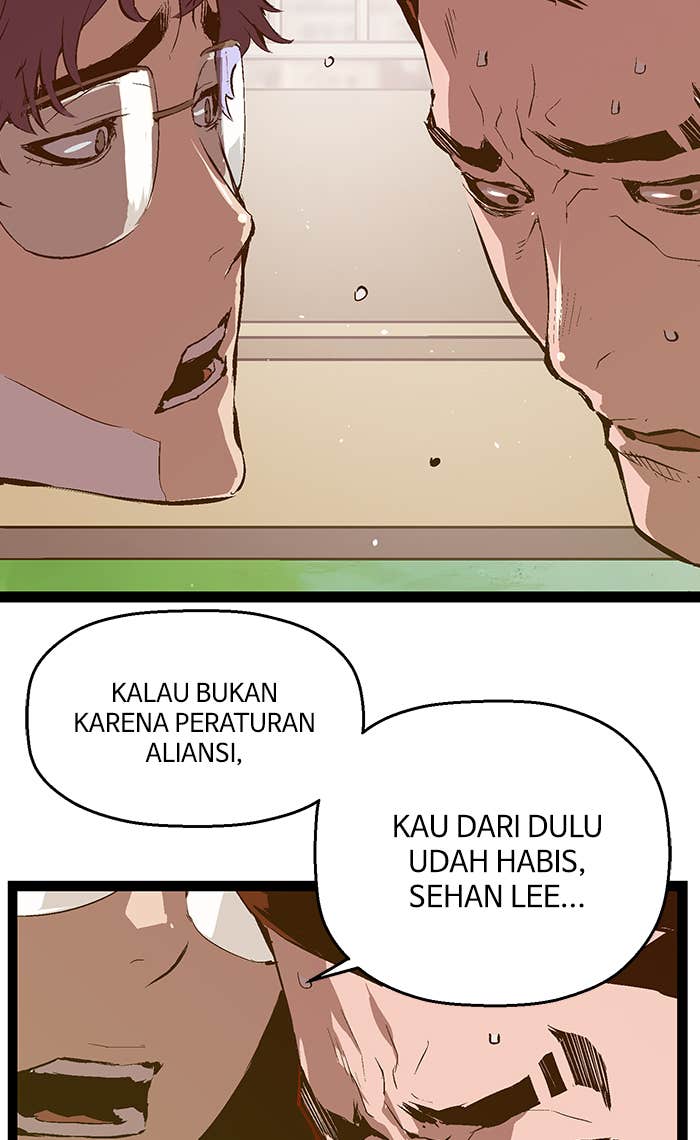 KALAU BUKAN
KARENA PERATURAN
ALIANSI,
KAU DARI DULU
UDAH HABIS,
SEHAN LEE...